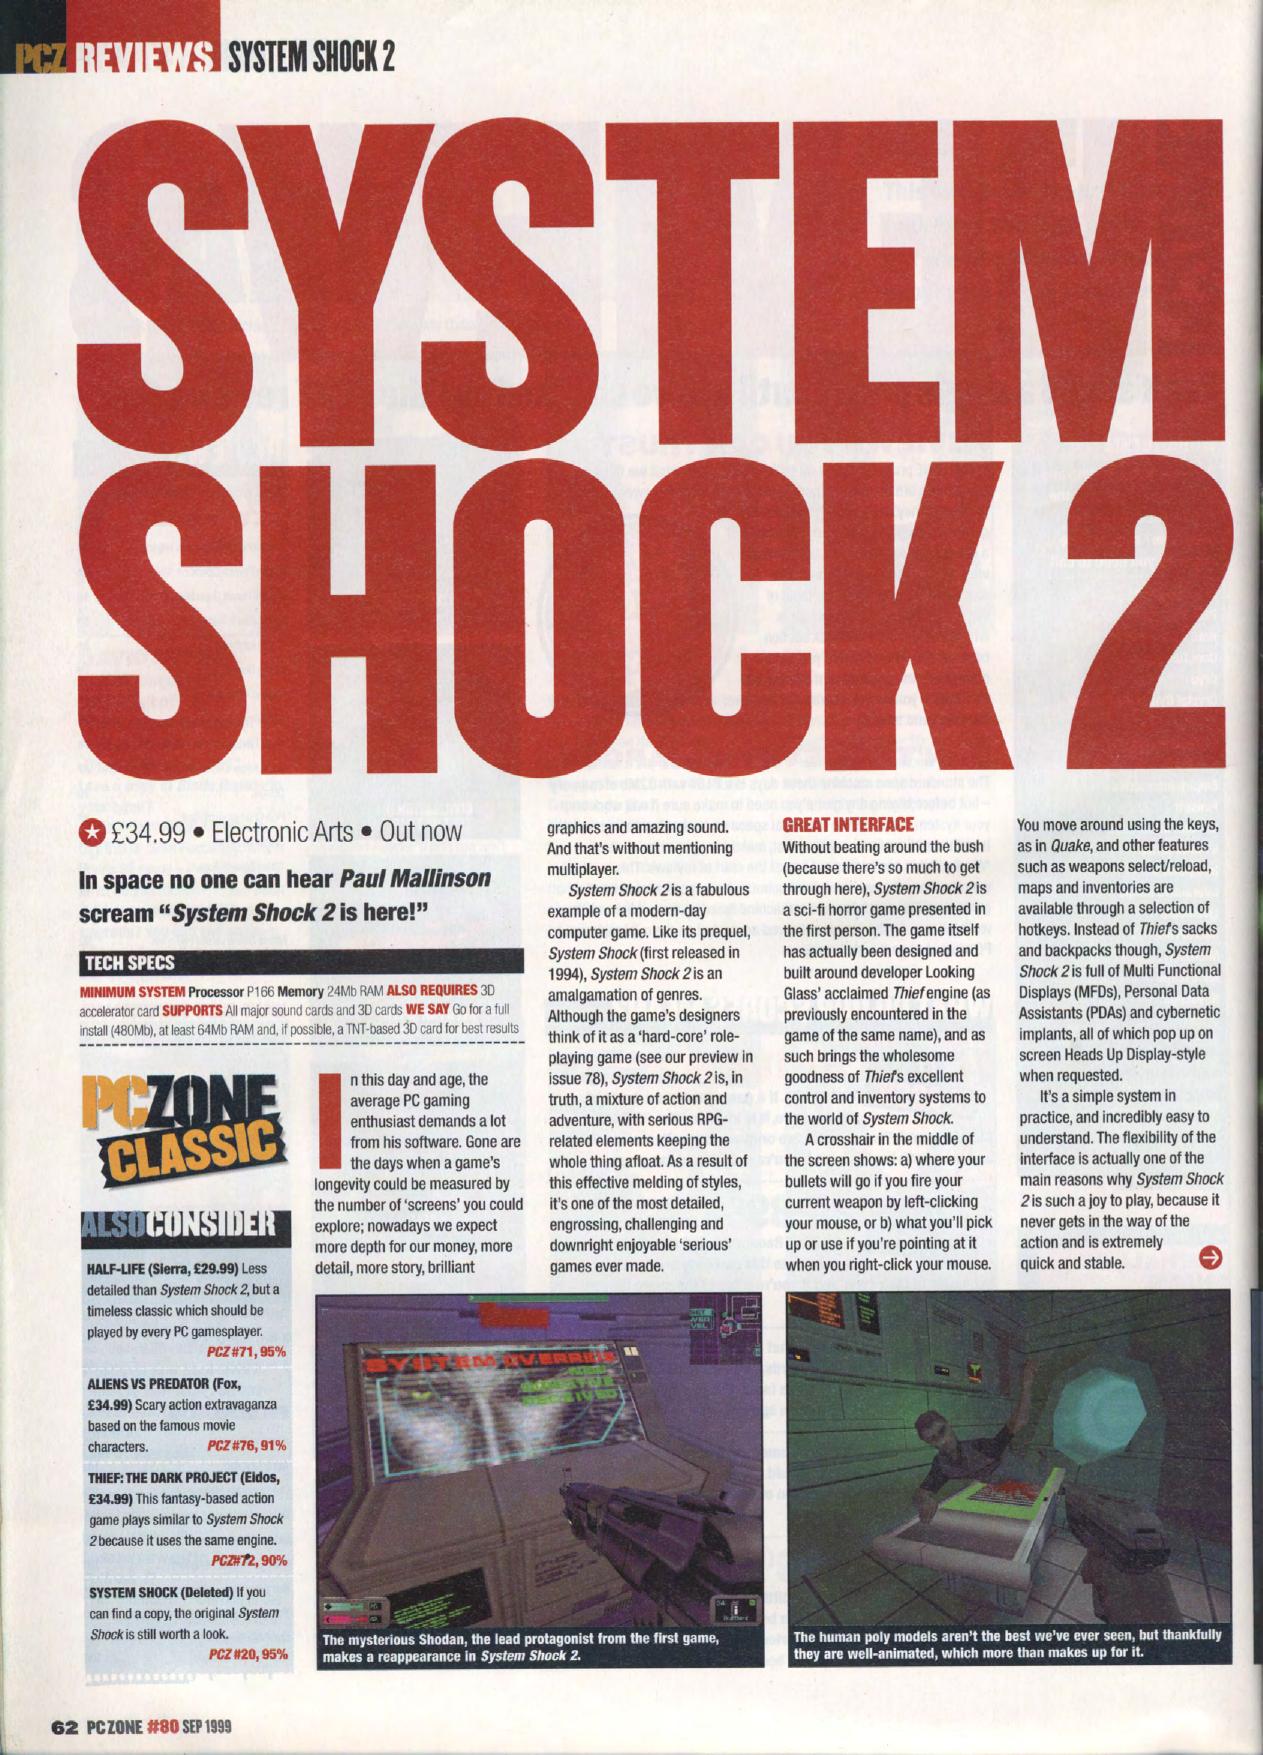 PCZ REVIEWS SYSTEM SHOCK 2
SYSTEM
SHOCK 2
£34.99 • Electronic Arts • Out now
In space no one can hear Paul Mallinson
scream “System Shock 2 is here!”
TECH SPECS
MINIMUM SYSTEM Processor P166 Memory 24Mb RAM ALSO REQUIRES 3D
accelerator card SUPPORTS All major sound cards and 3D cards WE SAY Go for a full
install (480Mb), at least 64Mb RAM and, if possible, a TNT-based 3D card for best results
PCZONE
CLASSIC
ALSO CONSIDER
HALF-LIFE (Sierra, £29.99) Less
detailed than System Shock 2, but a
timeless classic which should be
played by every PC gamesplayer.
PCZ #71, 95%
ALIENS VS PREDATOR (Fox,
£34.99) Scary action extravaganza
based on the famous movie
characters. PCZ #76, 91%
THIEF: THE DARK PROJECT (Eidos,
£34.99) This fantasy-based action
game plays similar to System Shock
2 because it uses the same engine.
PCZ#72, 90%
SYSTEM SHOCK (Deleted) If you
can find a copy, the original System
Shock is still worth a look.
PCZ #20, 95%
In this day and age, the
average PC gaming
enthusiast demands a lot
from his software. Gone are
the days when a game's
longevity could be measured by
the number of ‘screens’ you could
explore; nowadays we expect
more depth for our money, more
detail, more story, brilliant
graphics and amazing sound.
And that's without mentioning
multiplayer.
System Shock 2 is a fabulous
example of a modern-day
computer game. Like its prequel,
System Shock (first released in
1994), System Shock 2 is an
amalgamation of genres.
Although the game's designers
think of it as a ‘hard-core’ role-
playing game (see our preview in
issue 78), System Shock 2 is, in
truth, a mixture of action and
adventure, with serious RPG-
related elements keeping the
whole thing afloat. As a result of
this effective melding of styles,
it's one of the most detailed,
engrossing, challenging and
downright enjoyable ‘serious’
games ever made.
GREAT INTERFACE
Without beating around the bush
(because there's so much to get
through here), System Shock 2 is
a sci-fi horror game presented in
the first person. The game itself
has actually been designed and
built around developer Looking
Glass' acclaimed Thief engine (as
previously encountered in the
game of the same name), and as
such brings the wholesome
goodness of Thief's excellent
control and inventory systems to
the world of System Shock.
A crosshair in the middle of
the screen shows: a) where your
bullets will go if you fire your
current weapon by left-clicking
your mouse, or b) what you'll pick
up or use if you're pointing at it
when you right-click your mouse.
You move around using the keys,
as in Quake, and other features
such as weapons select/reload,
maps and inventories are
available through a selection of
hotkeys. Instead of Thief's sacks
and backpacks though, System
Shock 2 is full of Multi Functional
Displays (MFDs), Personal Data
Assistants (PDAs) and cybernetic
implants, all of which pop up on
screen Heads Up Display-style
when requested.
It's a simple system in
practice, and incredibly easy to
understand. The flexibility of the
interface is actually one of the
main reasons why System Shock
2 is such a joy to play, because it
never gets in the way of the
action and is extremely
quick and stable.
SYSTEM OVERRIDE
The mysterious Shodan, the lead protagonist from the first game,
makes a reappearance in System Shock 2.
The human poly models aren't the best we've ever seen, but thankfully
they are well-animated, which more than makes up for it.
62 PCZONE #80 SEP 1999